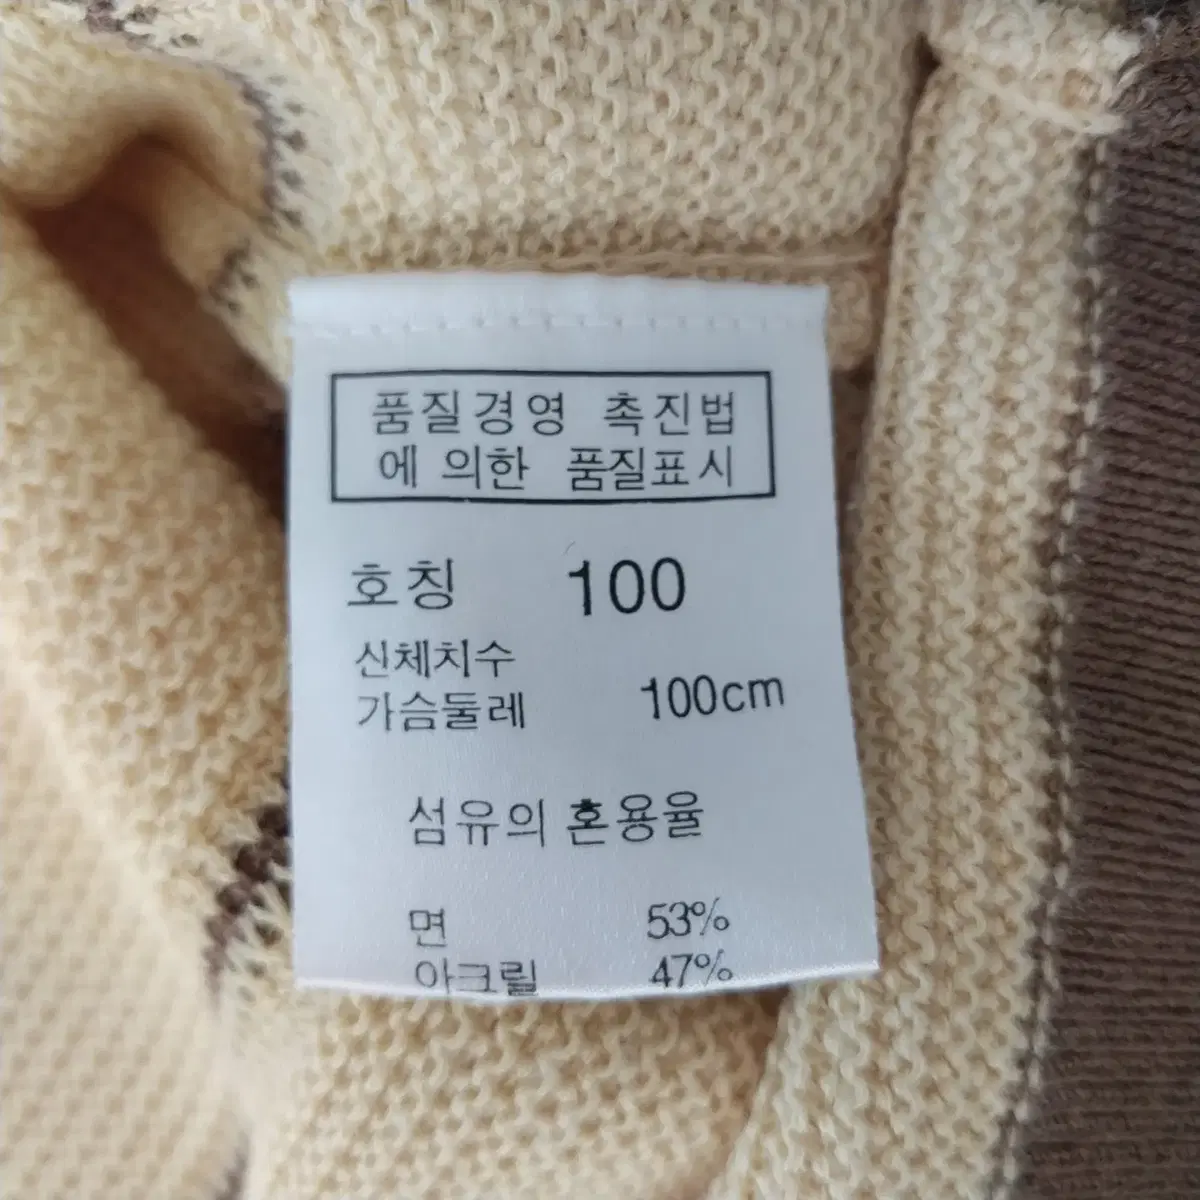 품질경영 촉진법
에 의한 품질표시
호칭 100
신체치수
가슴둘레 100cm
섬유의 혼용율
면 53%
아크릴 47%